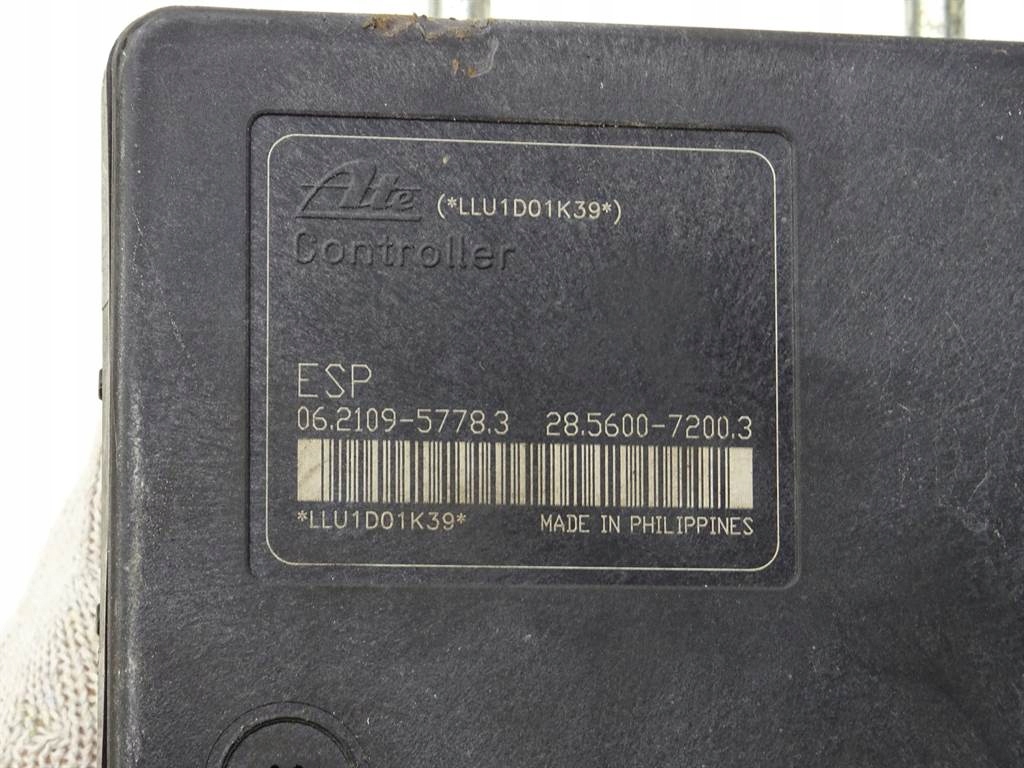 Ate (*LLU1D01K39*)
Controller
ESP
06.2109-5778.3 28.5600-7200.3
*LLU1D01K39* MADE IN PHILIPPINES